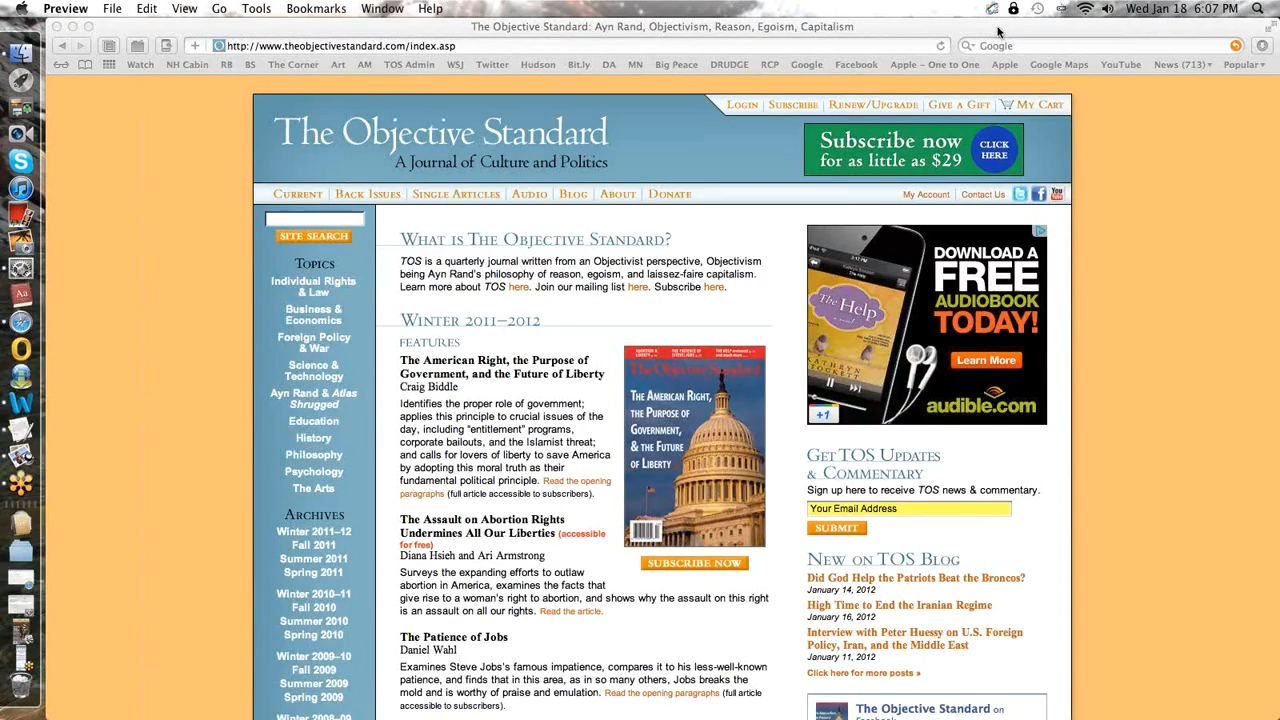 Preview File Edit View Go Tools Bookmarks Window Help Wed Jan 18 6:07 PM
The Objective Standard: Ayn Rand, Objectivism, Reason, Egoism, Capitalism
http://www.theobjectivestandard.com/index.asp Google
Watch NH Cabin RB BS The Corner Art AM TOS Admin WSJ Twitter Hudson Bit.ly DA MN Big Peace DRUDGE RCP Google Facebook Apple – One to One Apple Google Maps YouTube News (713) Popular
Login | Subscribe | Renew/Upgrade | Give a Gift | My Cart
The Objective Standard
A Journal of Culture and Politics
Subscribe now
for as little as $29
CLICK
HERE
Current | Back Issues | Single Articles | Audio | Blog | About | Donate
My Account | Contact Us
SITE SEARCH
Topics
Individual Rights
& Law
Business &
Economics
Foreign Policy
& War
Science &
Technology
Ayn Rand & Atlas
Shrugged
Education
History
Philosophy
Psychology
The Arts
Archives
Winter 2011–12
Fall 2011
Summer 2011
Spring 2011
Winter 2010–11
Fall 2010
Summer 2010
Spring 2010
Winter 2009–10
Fall 2009
Summer 2009
Spring 2009
Winter 2008–09
What is The Objective Standard?
TOS is a quarterly journal written from an Objectivist perspective, Objectivism
being Ayn Rand's philosophy of reason, egoism, and laissez-faire capitalism.
Learn more about TOS here. Join our mailing list here. Subscribe here.
Winter 2011–2012
FEATURES
The American Right, the Purpose of
Government, and the Future of Liberty
Craig Biddle
Identifies the proper role of government;
applies this principle to crucial issues of the
day, including "entitlement" programs,
corporate bailouts, and the Islamist threat;
and calls for lovers of liberty to save America
by adopting this moral truth as their
fundamental political principle. Read the opening
paragraphs (full article accessible to subscribers).
The Objective Standard
The American Right,
the Purpose of
Government,
& the Future
of Liberty
SUBSCRIBE NOW
The Assault on Abortion Rights
Undermines All Our Liberties (accessible
for free)
Diana Hsieh and Ari Armstrong
Surveys the expanding efforts to outlaw
abortion in America, examines the facts that
give rise to a woman's right to abortion, and shows why the assault on this right
is an assault on all our rights. Read the article.
The Patience of Jobs
Daniel Wahl
Examines Steve Jobs's famous impatience, compares it to his less-well-known
patience, and finds that in this area, as in so many others, Jobs breaks the
mold and is worthy of praise and emulation. Read the opening paragraphs (full article
accessible to subscribers).
The Help
a novel
KATHRYN
STOCKETT
+1
DOWNLOAD A
FREE
AUDIOBOOK
TODAY!
Learn More
audible.com
Get TOS Updates
& Commentary
Sign up here to receive TOS news & commentary.
Your Email Address
SUBMIT
New on TOS Blog
Did God Help the Patriots Beat the Broncos?
January 14, 2012
High Time to End the Iranian Regime
January 16, 2012
Interview with Peter Huessy on U.S. Foreign
Policy, Iran, and the Middle East
January 11, 2012
Click here for more posts »
The Objective Standard on